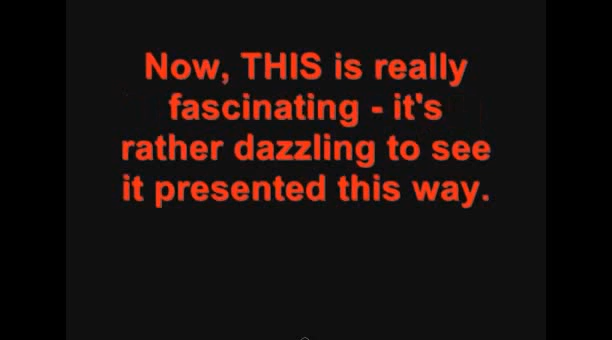 Now, THIS is really
fascinating - it's
rather dazzling to see
it presented this way.